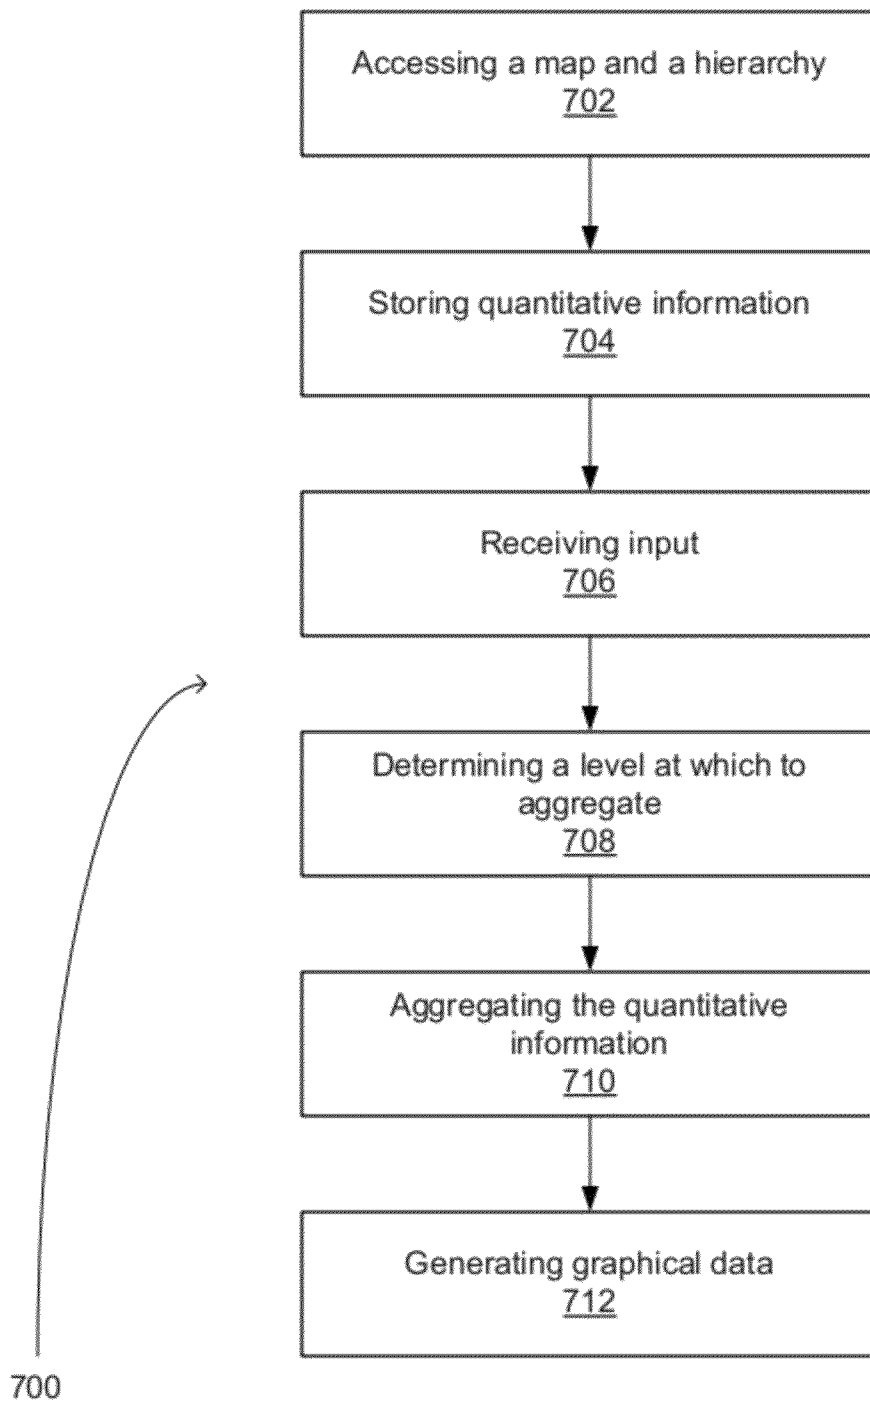 Accessing a map and a hierarchy
702
Storing quantitative information
704
Receiving input
706
Determining a level at which to
aggregate
708
Aggregating the quantitative
information
710
Generating graphical data
712
700